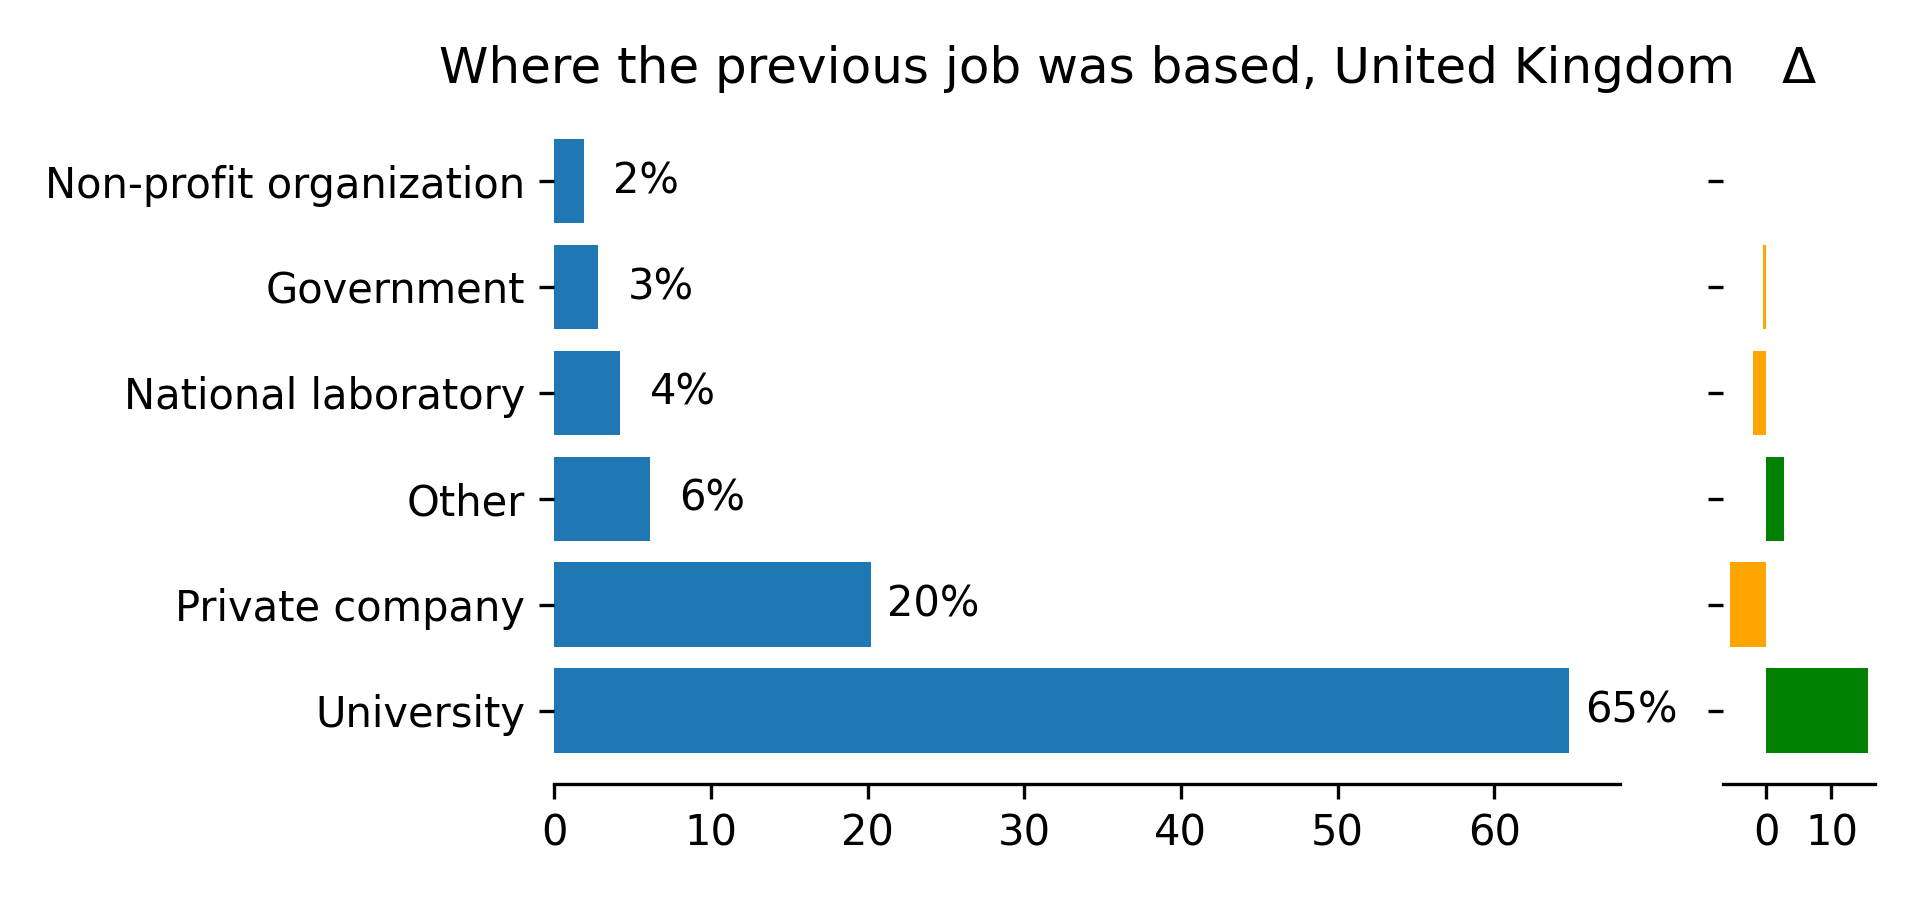 Where the previous job was based, United Kingdom Δ
Non-profit organization 2%
Government 3%
National laboratory 4%
Other 6%
Private company 20%
University 65%
0 10 20 30 40 50 60 0 10